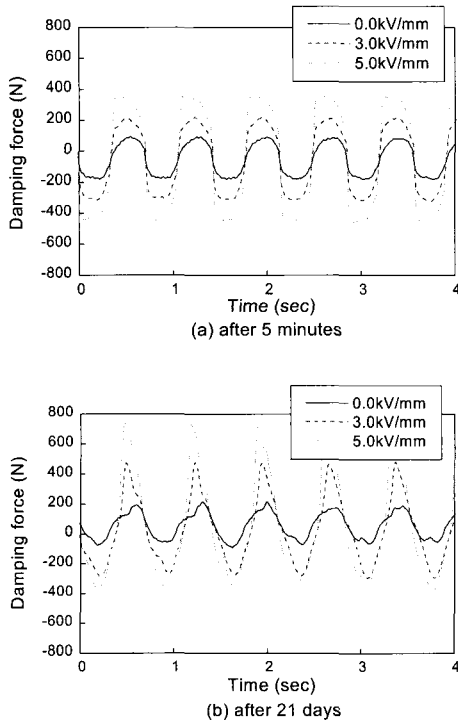 0.0kV/mm
3.0kV/mm
5.0kV/mm
Damping force (N)
800
600
400
200
0
-200
-400
-600
-800
0 1 2 3 4
Time (sec)
(a) after 5 minutes
0.0kV/mm
3.0kV/mm
5.0kV/mm
Damping force (N)
800
600
400
200
0
-200
-400
-600
-800
0 1 2 3 4
Time (sec)
(b) after 21 days